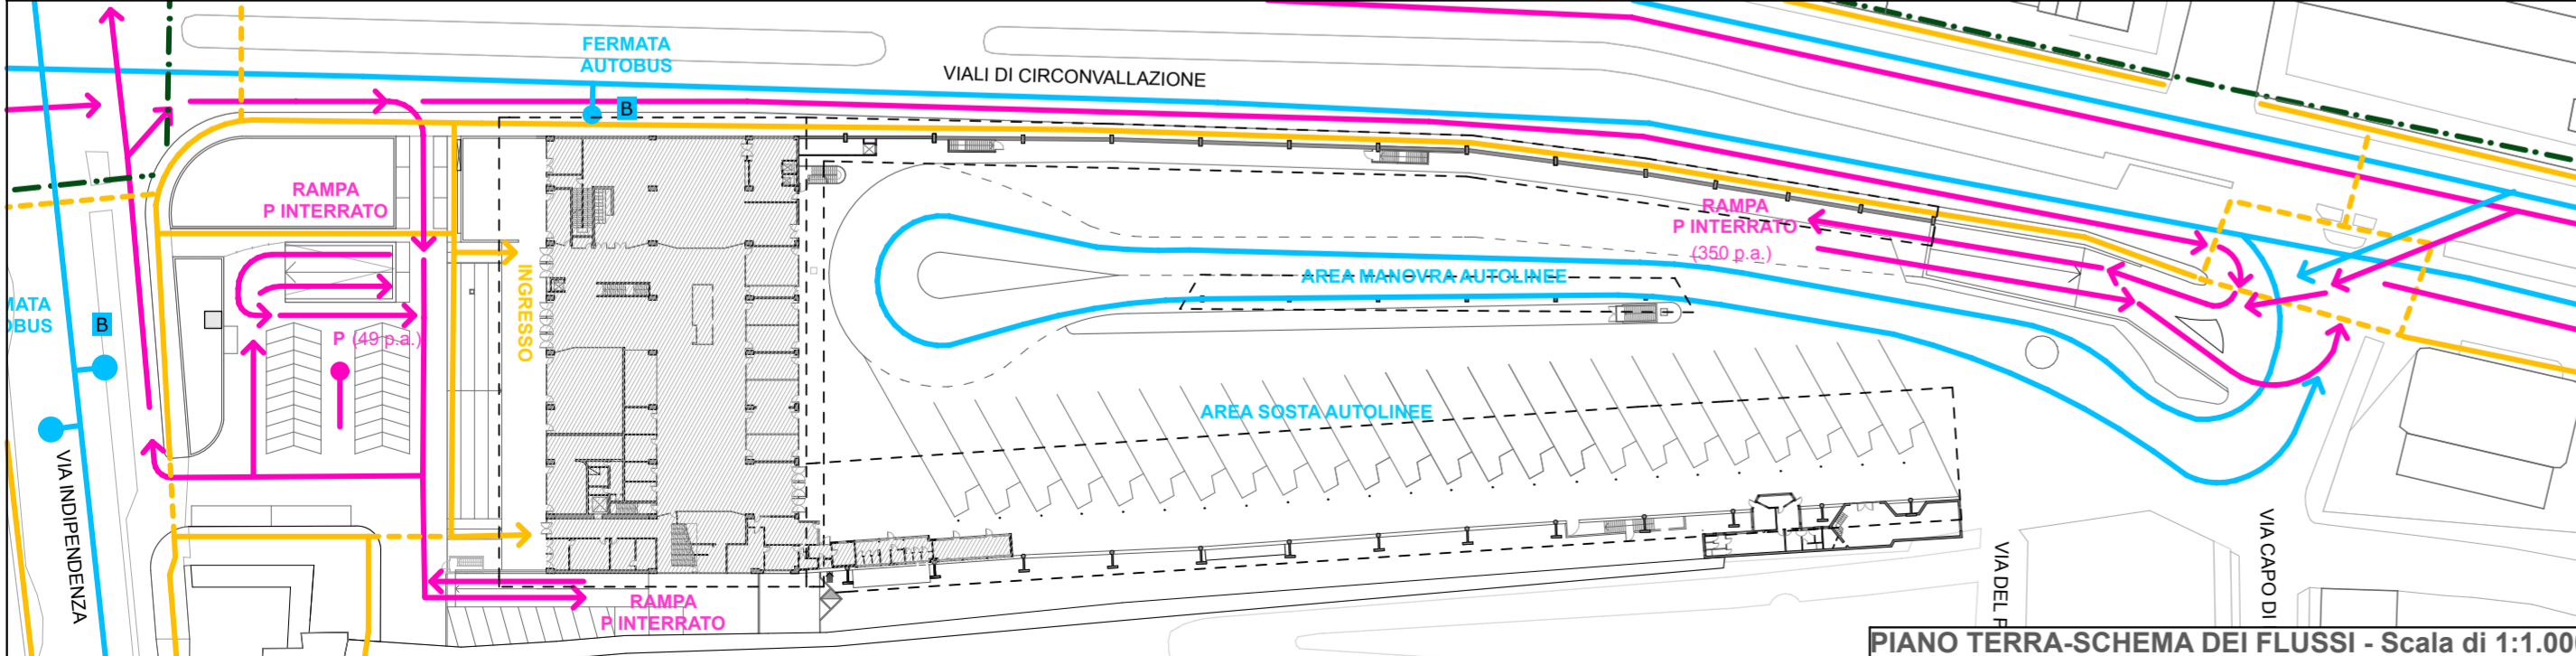 FERMATA
AUTOBUS
B
VIALI DI CIRCONVALLAZIONE
RAMPA
P INTERRATO
RAMPA
P INTERRATO
(350 p.a.)
INGRESSO
AREA MANOVRA AUTOLINEE
MATA
OBUS
B
P (49 p.a.)
AREA SOSTA AUTOLINEE
VIA INDIPENDENZA
RAMPA
P INTERRATO
VIA DEL P
VIA CAPO DI
PIANO TERRA-SCHEMA DEI FLUSSI - Scala di 1:1.00